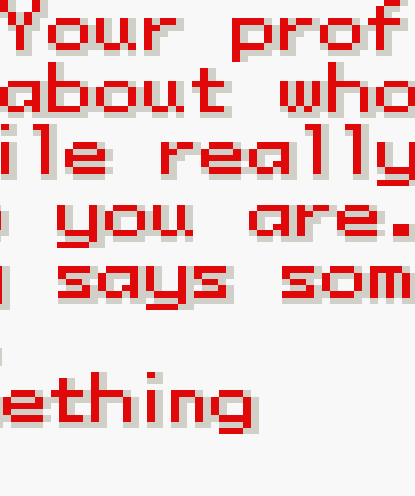 Your prof
about who
ile really
you are.
says som
ething